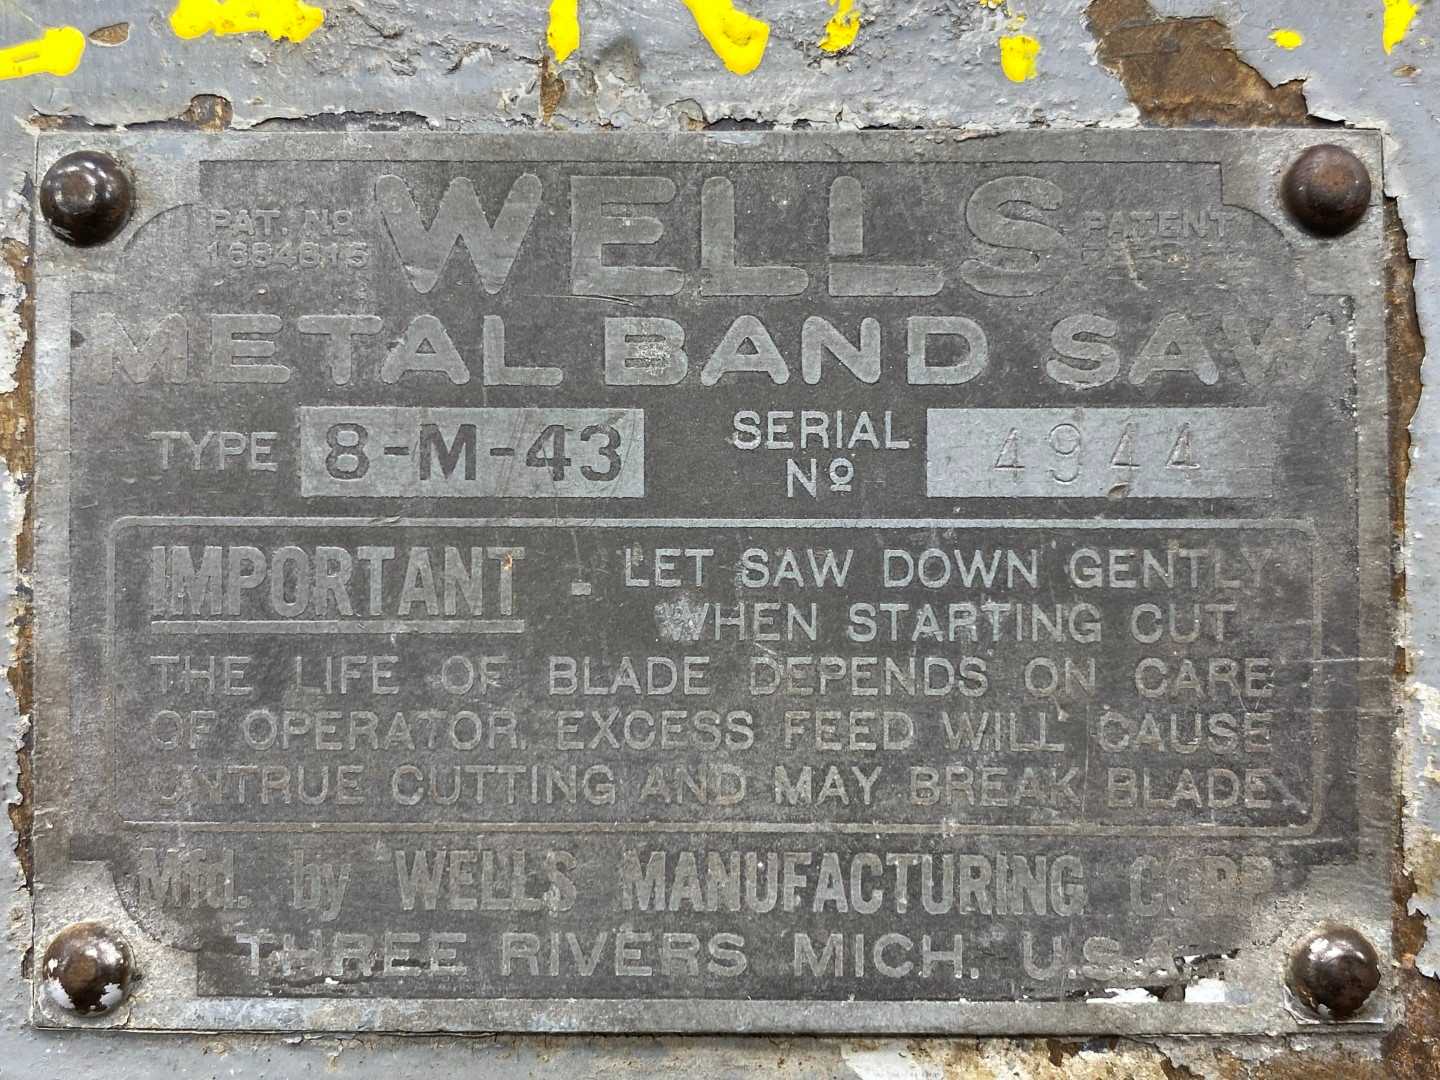 PAT. Nº
WELLS
PATENT
METAL BAND SAW
TYPE 8-M-43 SERIAL Nº 4944
IMPORTANT - LET SAW DOWN GENTLY
WHEN STARTING CUT
THE LIFE OF BLADE DEPENDS ON CARE
OF OPERATOR. EXCESS FEED WILL CAUSE
UNTRUE CUTTING AND MAY BREAK BLADE
Mfd. by WELLS MANUFACTURING CORP.
THREE RIVERS MICH. U.S.